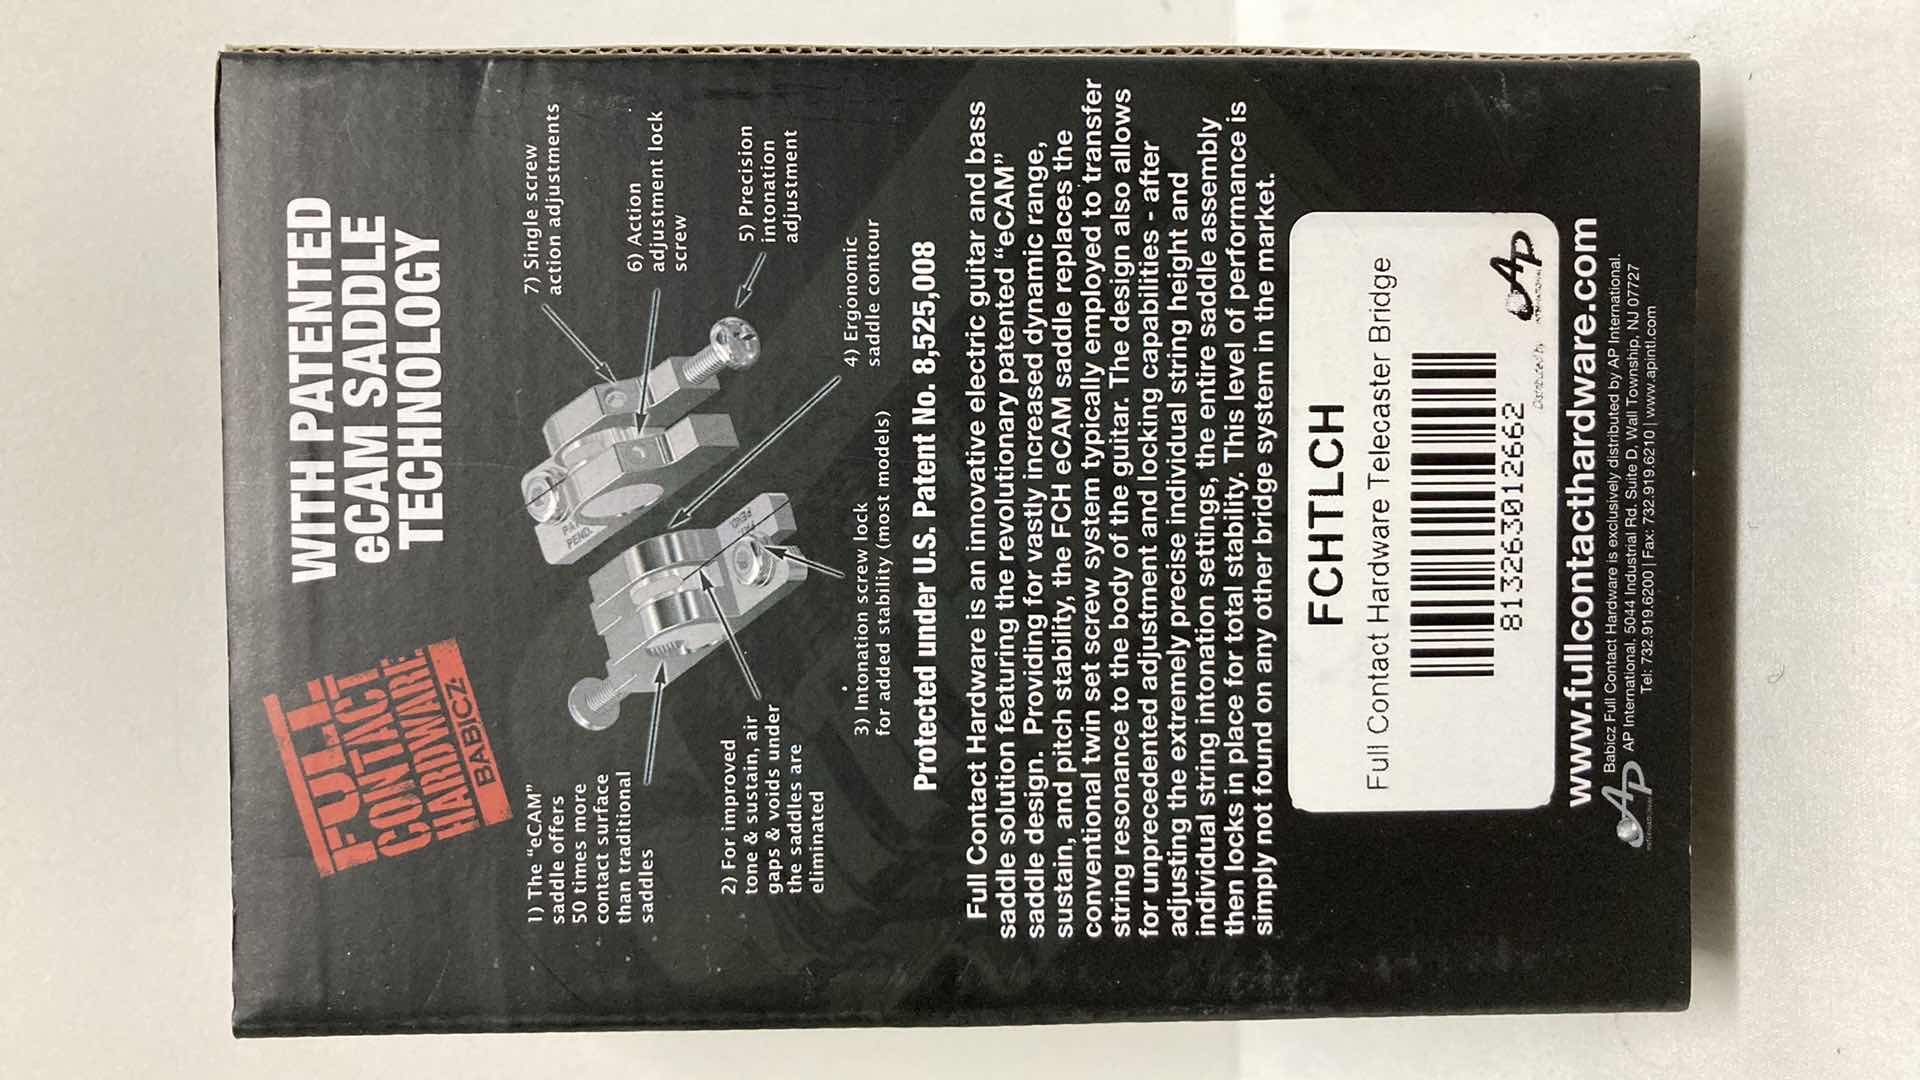 FULL
CONTACT
HARDWARE
BABICZ
WITH PATENTED
eCAM SADDLE
TECHNOLOGY
1) The "eCAM"
saddle offers
50 times more
contact surface
than traditional
saddles
2) For improved
tone & sustain, air
gaps & voids under
the saddles are
eliminated
3) Intonation screw lock
for added stability (most models)
4) Ergonomic
saddle contour
5) Precision
intonation
adjustment
6) Action
adjustment lock
screw
7) Single screw
action adjustments
PEND.
Protected under U.S. Patent No. 8,525,008
Full Contact Hardware is an innovative electric guitar and bass
saddle solution featuring the revolutionary patented "eCAM"
saddle design. Providing for vastly increased dynamic range,
sustain, and pitch stability, the FCH eCAM saddle replaces the
conventional twin set screw system typically employed to transfer
string resonance to the body of the guitar. The design also allows
for unprecedented adjustment and locking capabilities - after
adjusting the extremely precise individual string height and
individual string intonation settings, the entire saddle assembly
then locks in place for total stability. This level of performance is
simply not found on any other bridge system in the market.
FCHTLCH
Full Contact Hardware Telecaster Bridge
813263012662
Distributed by
AP
www.fullcontacthardware.com
AP
Babicz Full Contact Hardware is exclusively distributed by AP International.
AP International. 5044 Industrial Rd. Suite D, Wall Township, NJ 07727
Tel: 732.919.6200 | Fax: 732.919.6210 | www.apintl.com